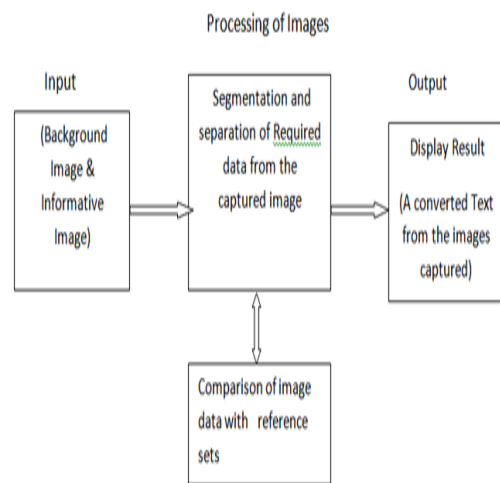 Processing of Images
Input
(Background
Image &
Informative
Image)
Segmentation and
separation of Required
data from the
captured image
Output
Display Result
(A converted Text
from the images
captured)
Comparison of image
data with reference
sets